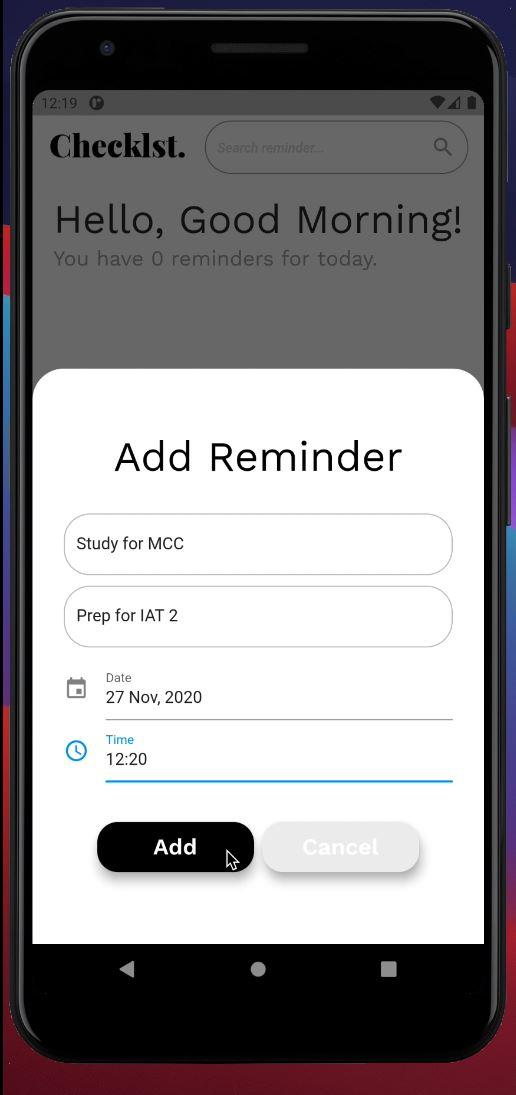 12:19
Checklst.
Search reminder...
Hello, Good Morning!
You have 0 reminders for today.
Add Reminder
Study for MCC
Prep for IAT 2
Date
27 Nov, 2020
Time
12:20
Add
Cancel